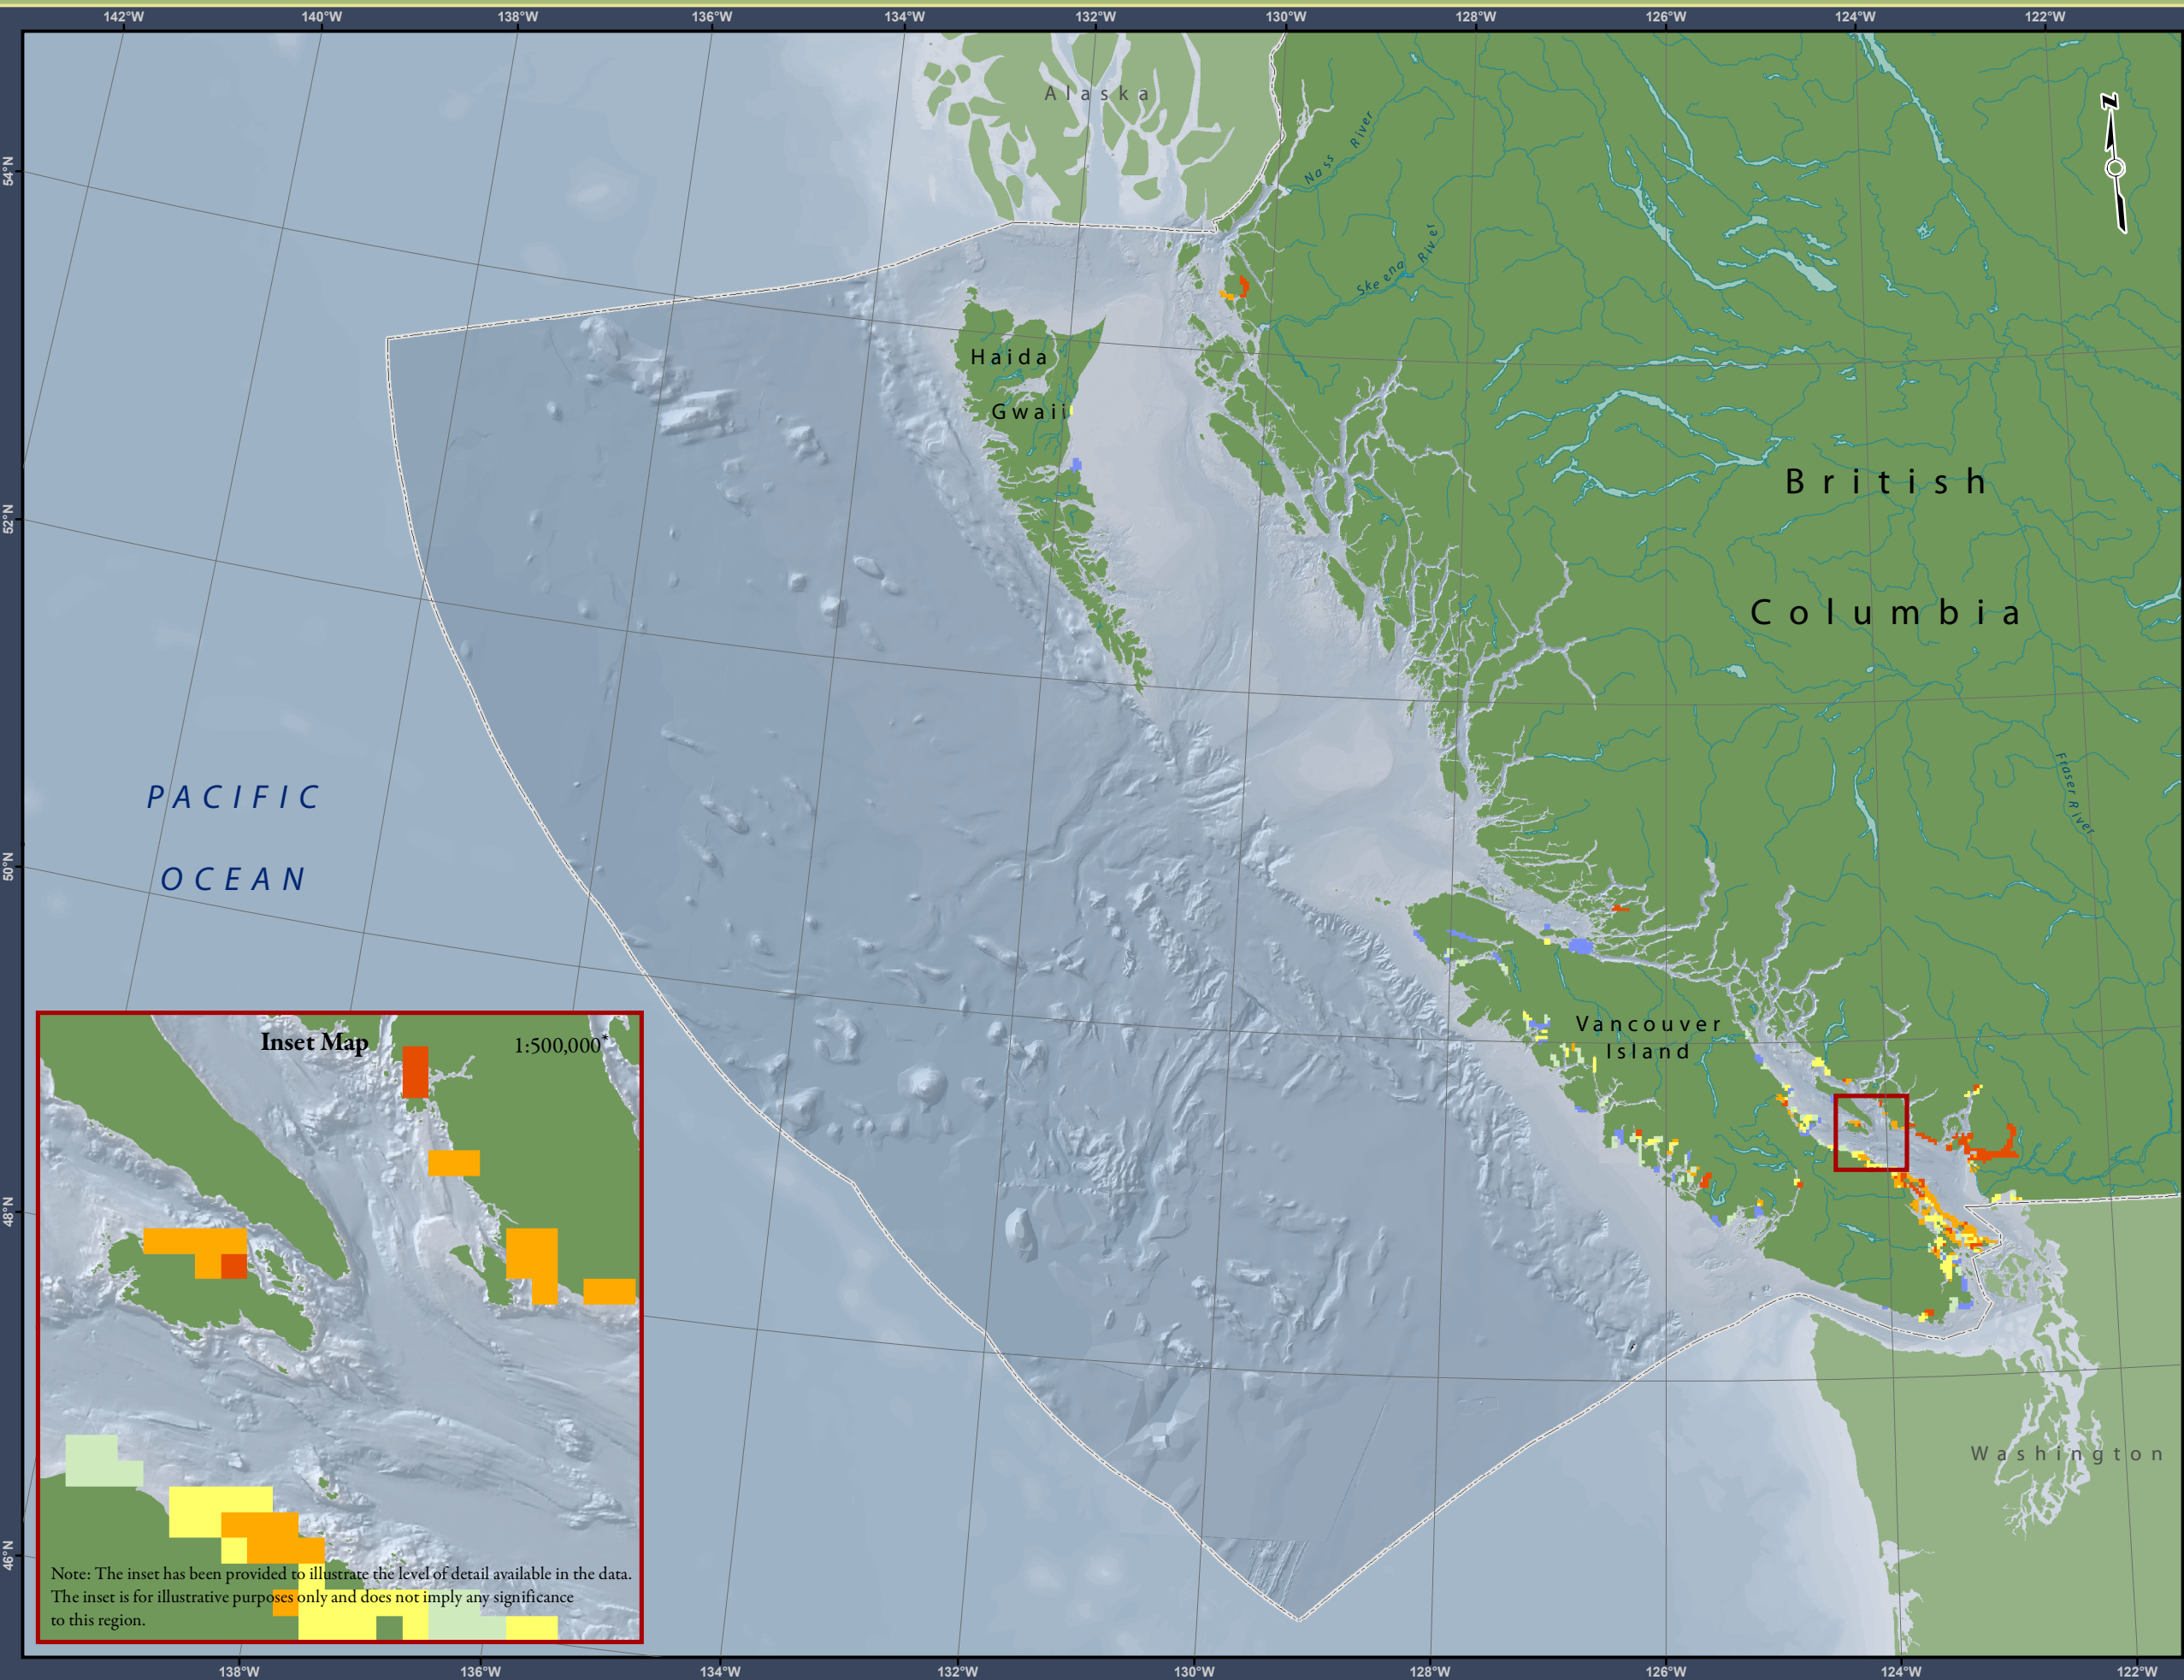 142°W 140°W 138°W 136°W 134°W 132°W 130°W 128°W 126°W 124°W 122°W
Alaska
N
Nass River
54°N
Skeena River
Haida
Gwaii
British
52°N
Columbia
Fraser River
PACIFIC
50°N
OCEAN
Vancouver
Island
Inset Map
1:500,000*
48°N
Washington
46°N
Note: The inset has been provided to illustrate the level of detail available in the data.
The inset is for illustrative purposes only and does not imply any significance
to this region.
138°W 136°W 134°W 132°W 130°W 128°W 126°W 124°W 122°W